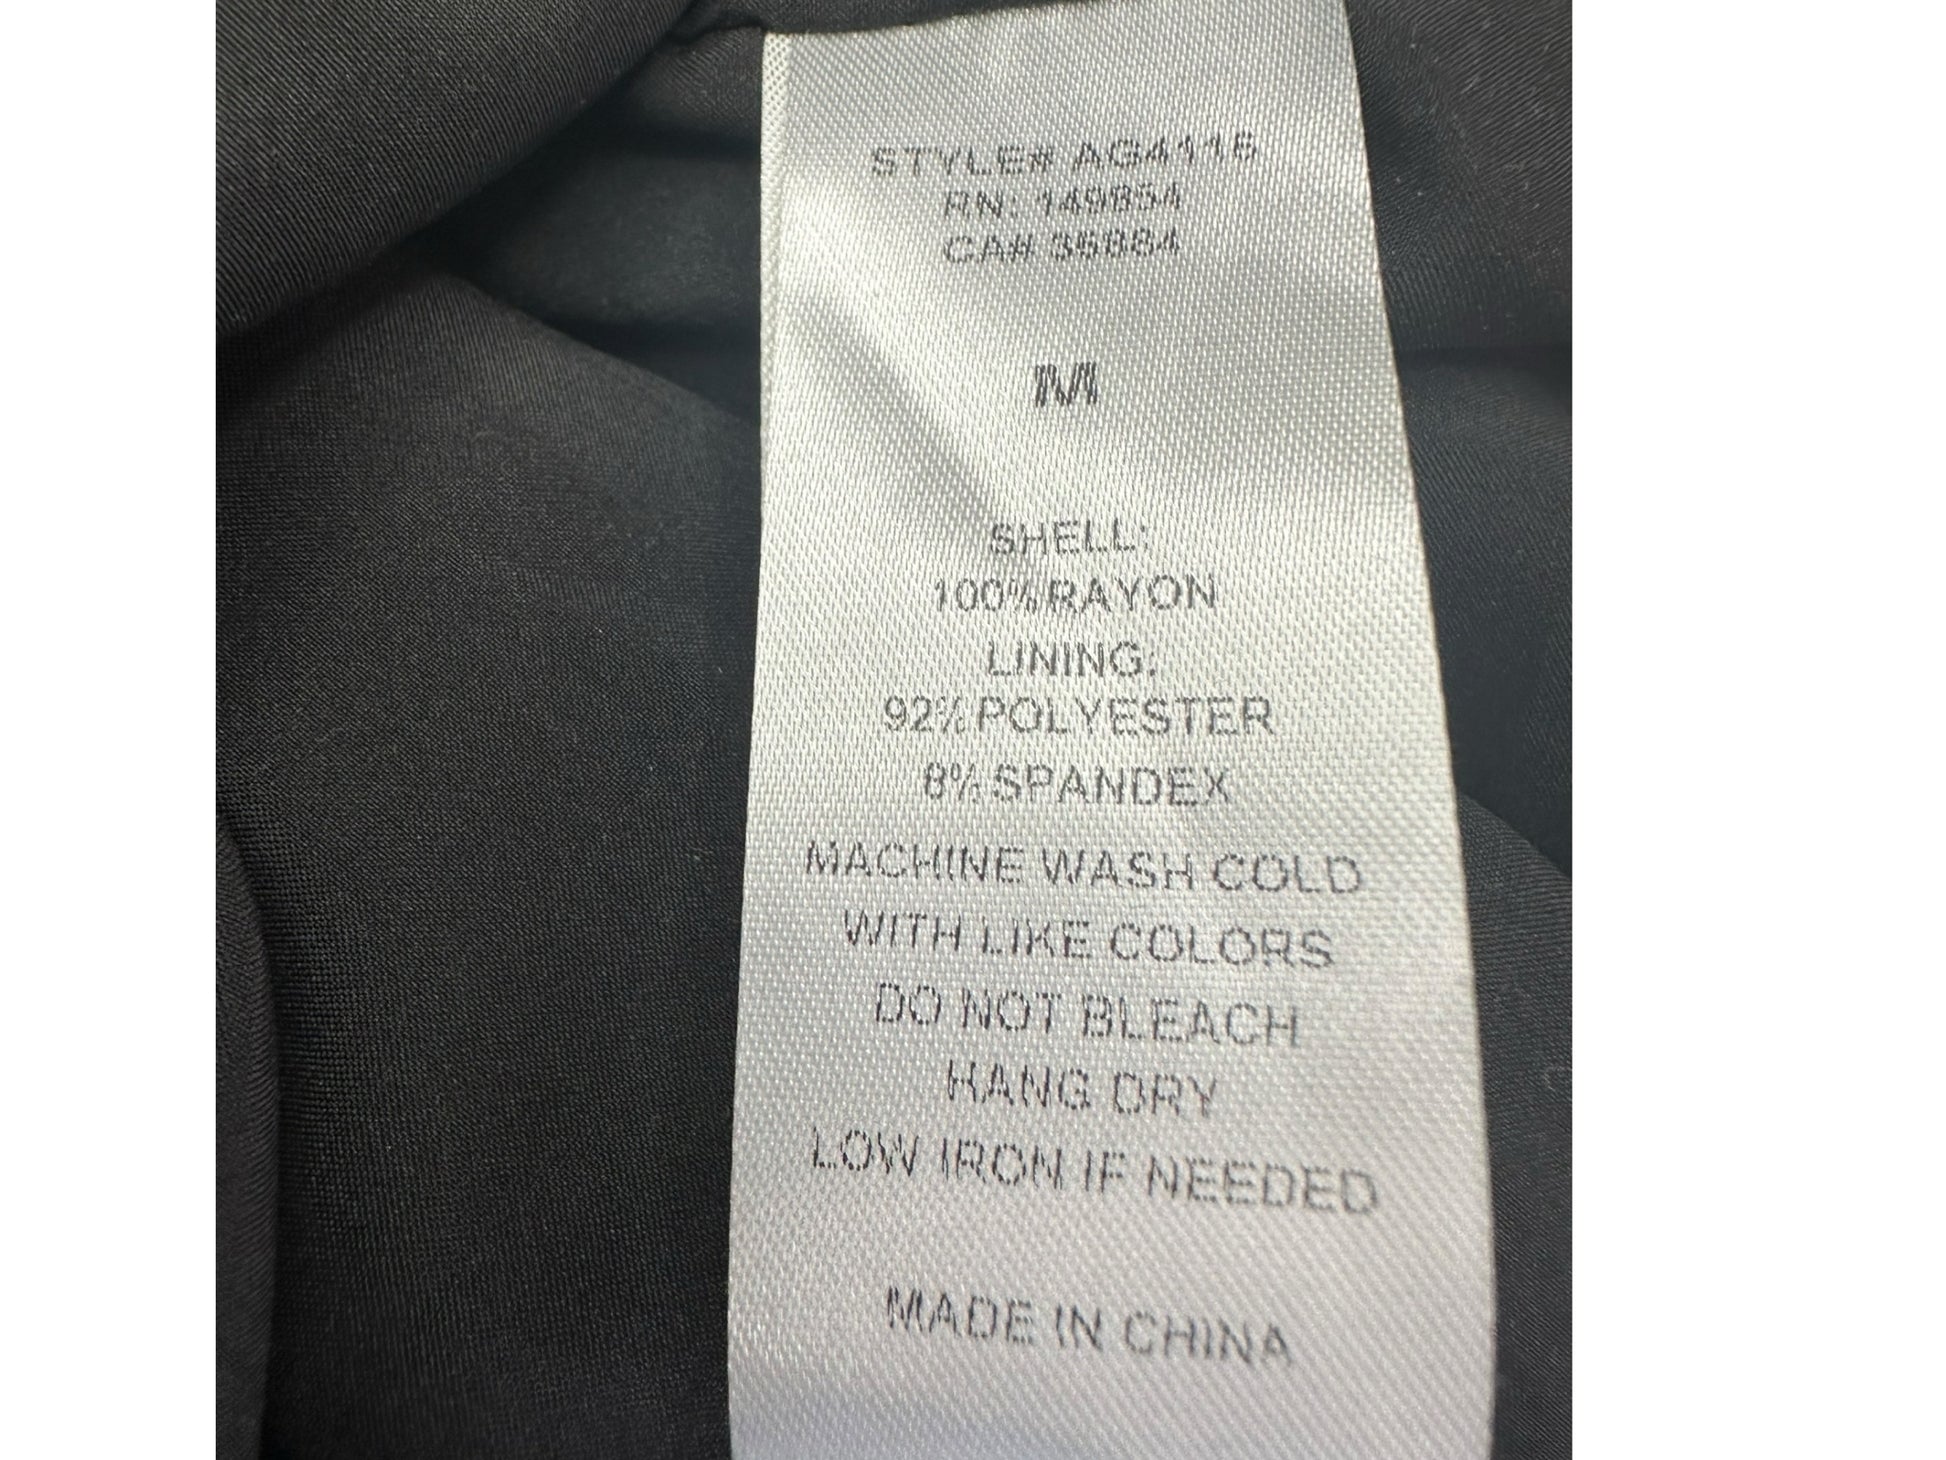 STYLE# AG4116
RN: 149854
CA# 35884
M
SHELL:
100%RAYON
LINING:
92%POLYESTER
8%SPANDEX
MACHINE WASH COLD
WITH LIKE COLORS
DO NOT BLEACH
HANG DRY
LOW IRON IF NEEDED
MADE IN CHINA